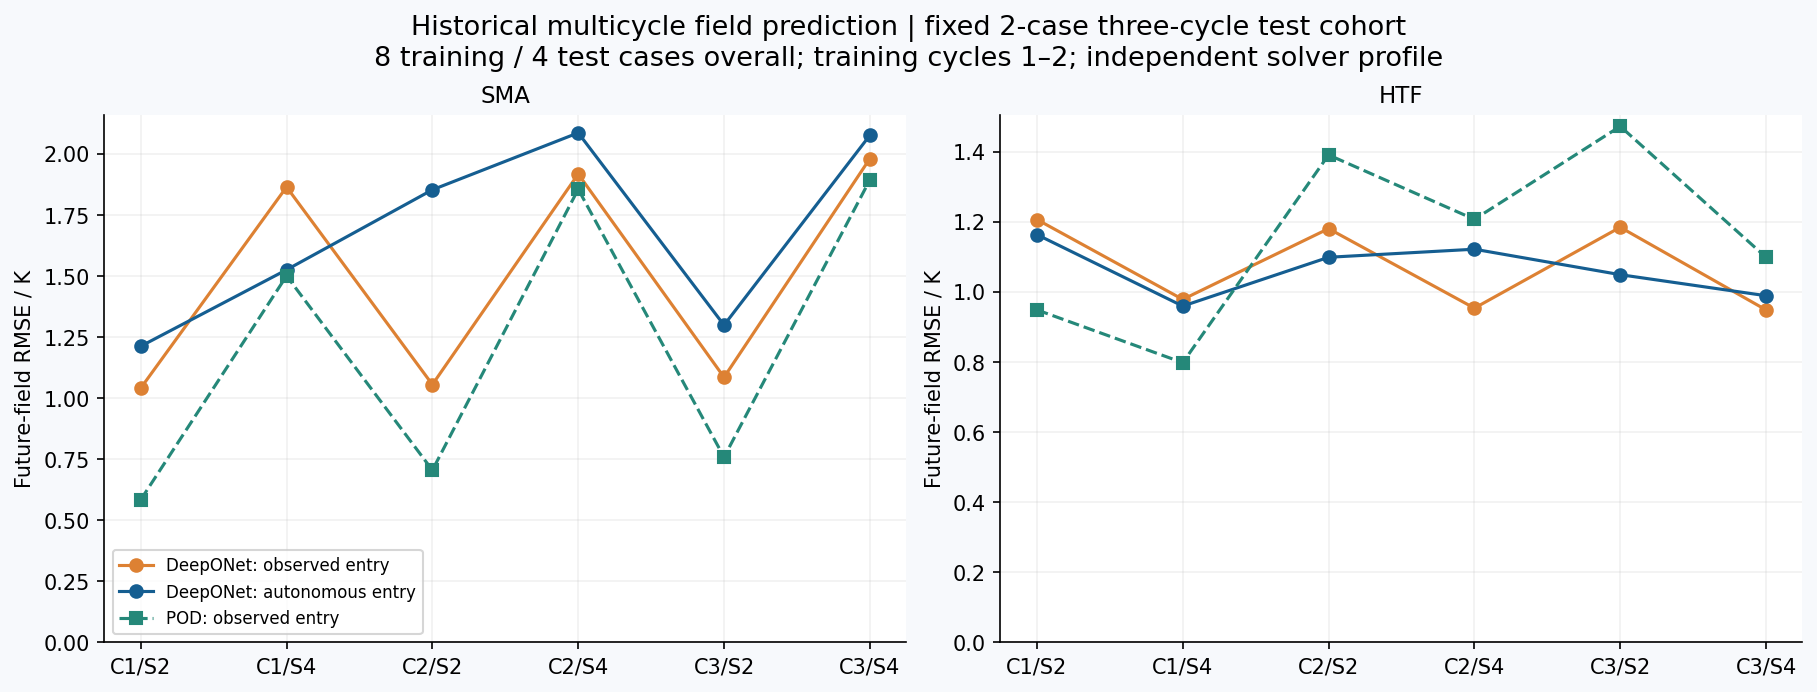 Historical multicycle field prediction | fixed 2-case three-cycle test cohort
8 training / 4 test cases overall; training cycles 1–2; independent solver profile
SMA
Future-field RMSE / K
2.00
1.75
1.50
1.25
1.00
0.75
0.50
0.25
0.00
DeepONet: observed entry
DeepONet: autonomous entry
POD: observed entry
C1/S2 C1/S4 C2/S2 C2/S4 C3/S2 C3/S4
HTF
Future-field RMSE / K
1.4
1.2
1.0
0.8
0.6
0.4
0.2
0.0
C1/S2 C1/S4 C2/S2 C2/S4 C3/S2 C3/S4